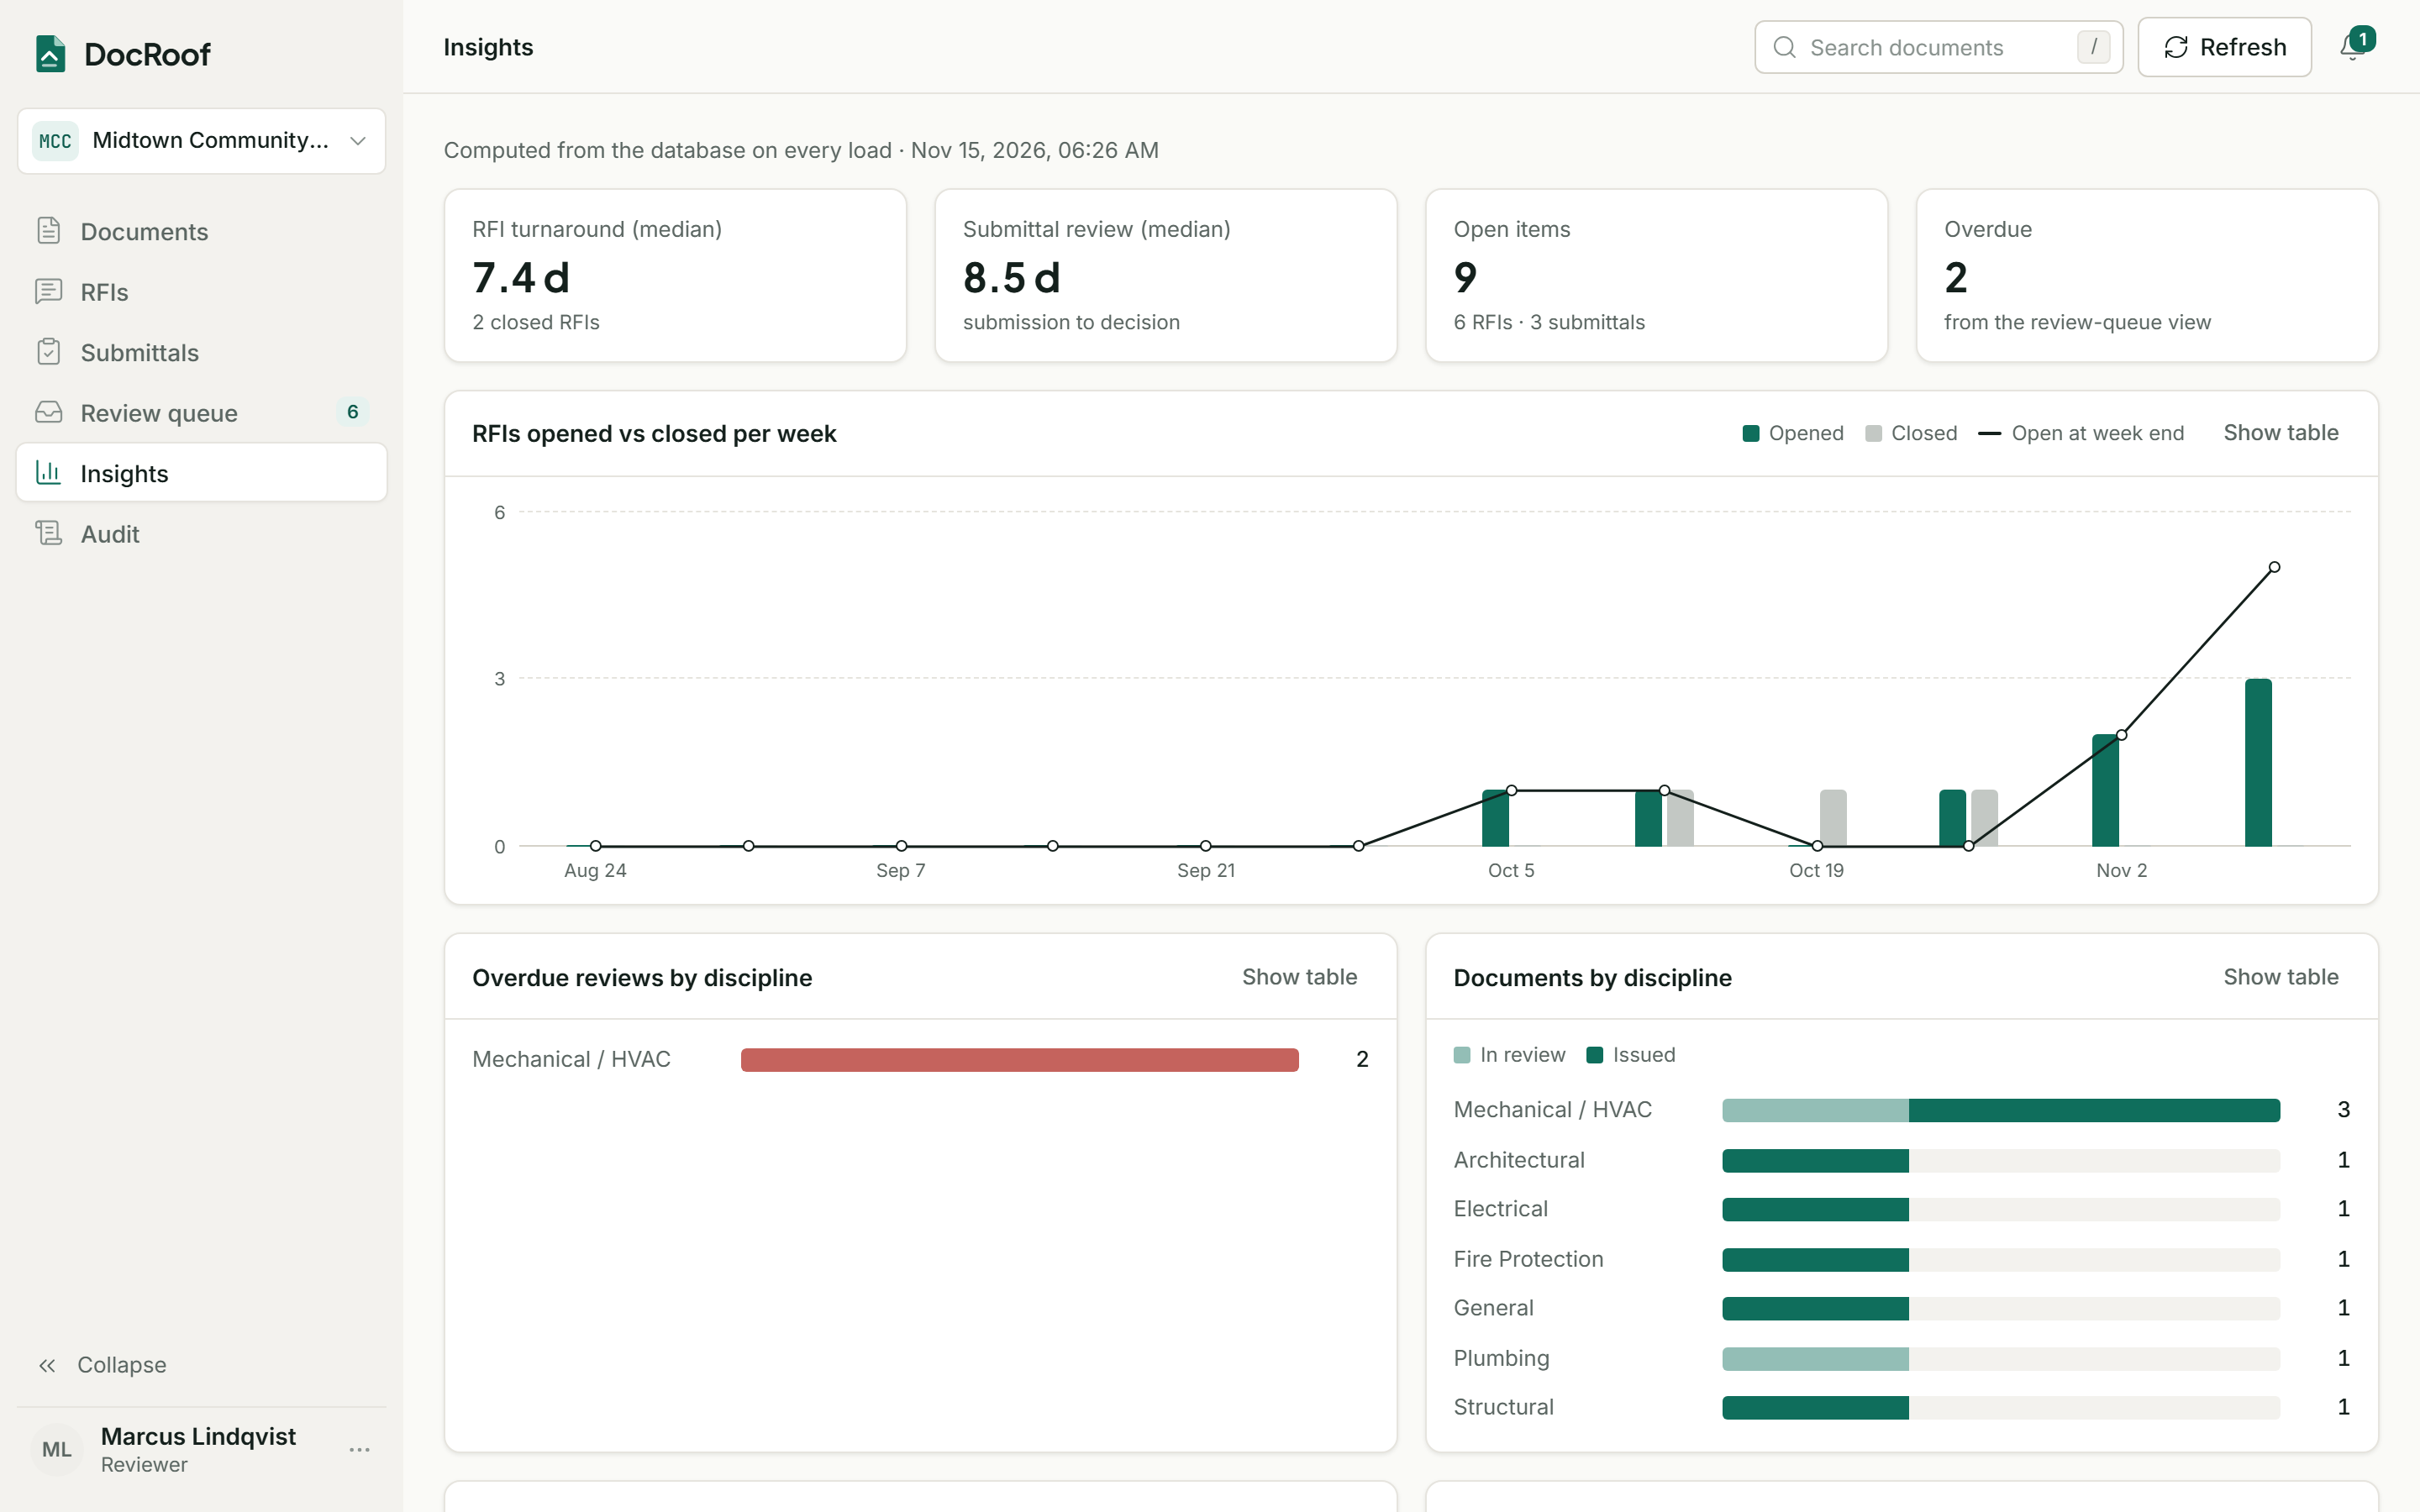 DocRoof
MCC Midtown Community...
Documents
RFIs
Submittals
Review queue 6
Insights
Audit
Collapse
ML Marcus Lindqvist
Reviewer
Insights
Search documents /
Refresh
1
Computed from the database on every load · Nov 15, 2026, 06:26 AM
RFI turnaround (median)
7.4 d
2 closed RFIs
Submittal review (median)
8.5 d
submission to decision
Open items
9
6 RFIs · 3 submittals
Overdue
2
from the review-queue view
RFIs opened vs closed per week
Opened Closed Open at week end Show table
6
3
0
Aug 24 Sep 7 Sep 21 Oct 5 Oct 19 Nov 2
Overdue reviews by discipline Show table
Mechanical / HVAC 2
Documents by discipline Show table
In review Issued
Mechanical / HVAC 3
Architectural 1
Electrical 1
Fire Protection 1
General 1
Plumbing 1
Structural 1